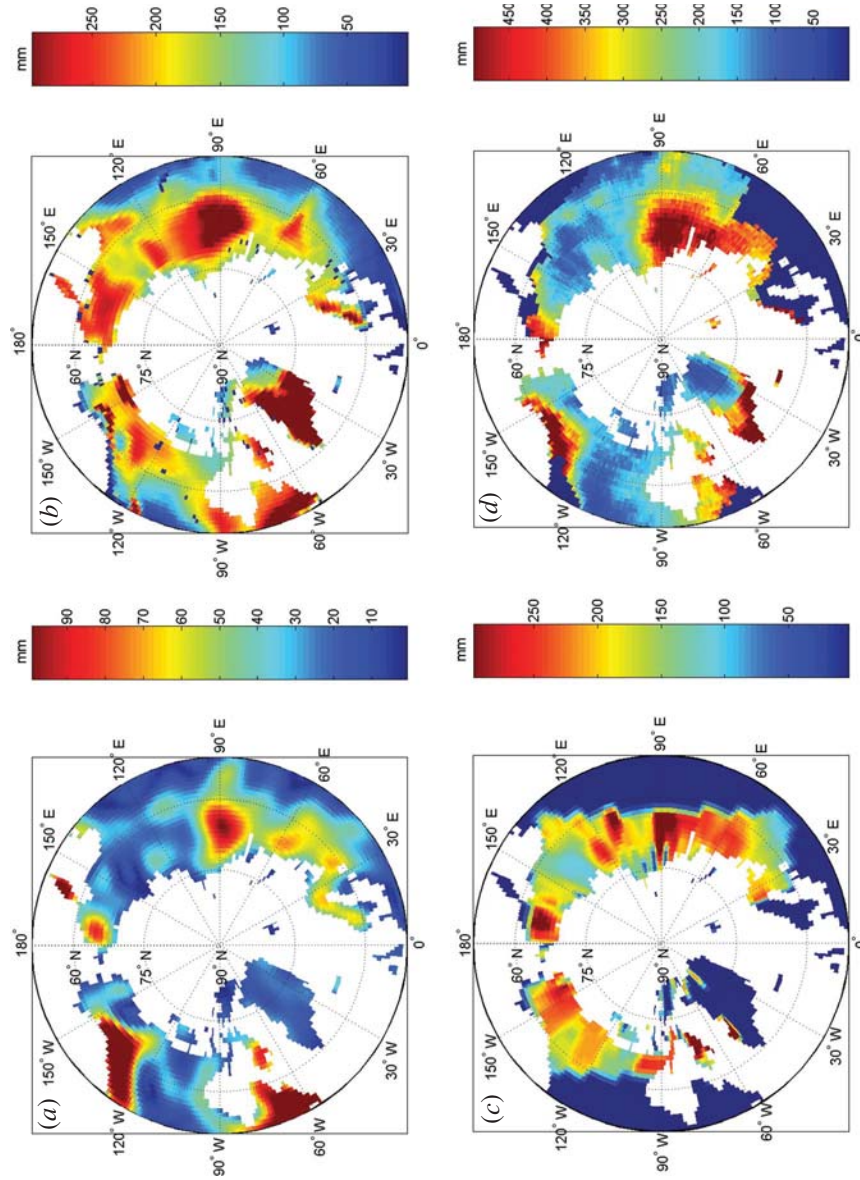 (a)
180°
150° W
150° E
120° W
120° E
60° N
75° N
90° N
90° W
90° E
60° W
60° E
30° W
30° E
0°
mm
90
80
70
60
50
40
30
20
10
(b)
180°
150° W
150° E
120° W
120° E
60° N
75° N
90° N
90° W
90° E
60° W
60° E
30° W
30° E
0°
mm
250
200
150
100
50
(c)
180°
150° W
150° E
120° W
120° E
60° N
75° N
90° N
90° W
90° E
60° W
60° E
30° W
30° E
0°
mm
250
200
150
100
50
(d)
180°
150° W
150° E
120° W
120° E
60° N
75° N
90° N
90° W
90° E
60° W
60° E
30° W
30° E
0°
mm
450
400
350
300
250
200
150
100
50